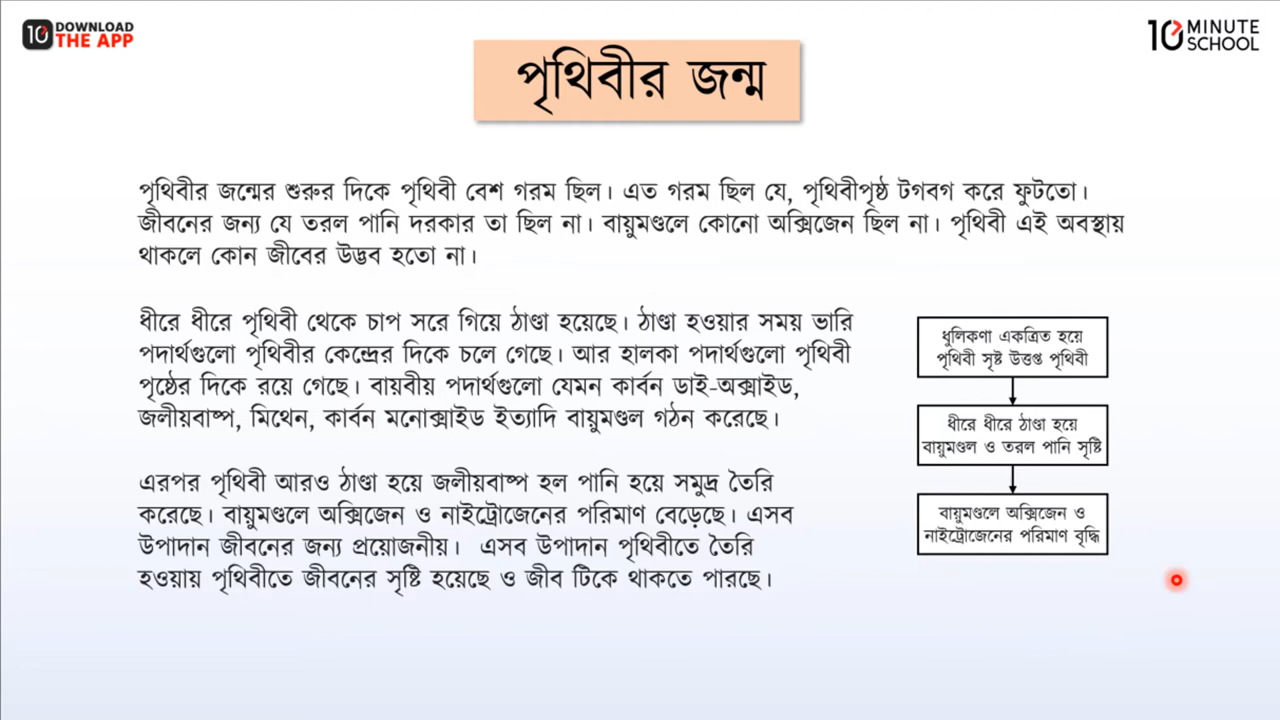 10 DOWNLOAD
THE APP
10 MINUTE
SCHOOL
পৃথিবীর জন্ম
পৃথিবীর জন্মের শুরুর দিকে পৃথিবী বেশ গরম ছিল। এত গরম ছিল যে, পৃথিবীপৃষ্ঠ টগবগ করে ফুটতো।
জীবনের জন্য যে তরল পানি দরকার তা ছিল না। বায়ুমণ্ডলে কোনো অক্সিজেন ছিল না। পৃথিবী এই অবস্থায়
থাকলে কোন জীবের উদ্ভব হতো না।
ধীরে ধীরে পৃথিবী থেকে চাপ সরে গিয়ে ঠাণ্ডা হয়েছে। ঠাণ্ডা হওয়ার সময় ভারি
পদার্থগুলো পৃথিবীর কেন্দ্রের দিকে চলে গেছে। আর হালকা পদার্থগুলো পৃথিবী
পৃষ্ঠের দিকে রয়ে গেছে। বায়বীয় পদার্থগুলো যেমন কার্বন ডাই-অক্সাইড,
জলীয়বাষ্প, মিথেন, কার্বন মনোক্সাইড ইত্যাদি বায়ুমণ্ডল গঠন করেছে।
এরপর পৃথিবী আরও ঠাণ্ডা হয়ে জলীয়বাষ্প হল পানি হয়ে সমুদ্র তৈরি
করেছে। বায়ুমণ্ডলে অক্সিজেন ও নাইট্রোজেনের পরিমাণ বেড়েছে। এসব
উপাদান জীবনের জন্য প্রয়োজনীয়। এসব উপাদান পৃথিবীতে তৈরি
হওয়ায় পৃথিবীতে জীবনের সৃষ্টি হয়েছে ও জীব টিকে থাকতে পারছে।
ধুলিকণা একত্রিত হয়ে
পৃথিবী সৃষ্ট উত্তপ্ত পৃথিবী
ধীরে ধীরে ঠাণ্ডা হয়ে
বায়ুমণ্ডল ও তরল পানি সৃষ্টি
বায়ুমণ্ডলে অক্সিজেন ও
নাইট্রোজেনের পরিমাণ বৃদ্ধি